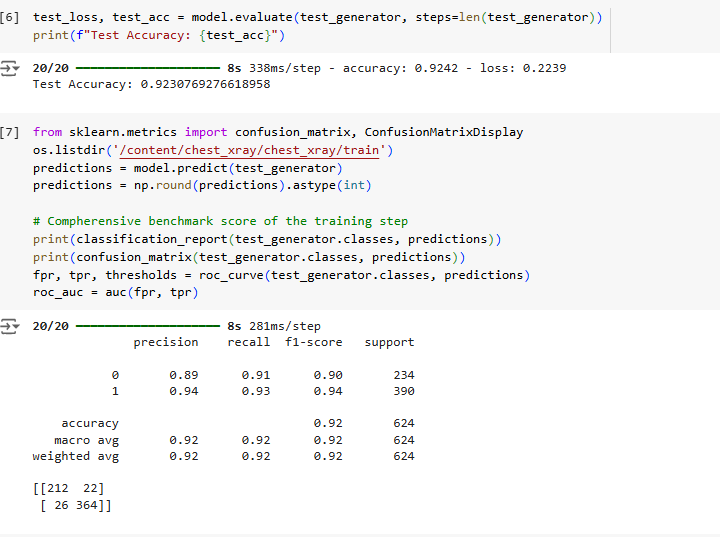 [6] test_loss, test_acc = model.evaluate(test_generator, steps=len(test_generator))
print(f"Test Accuracy: {test_acc}")
20/20 ━━━━━━━━━━━━━━━━━━━━ 8s 338ms/step - accuracy: 0.9242 - loss: 0.2239
Test Accuracy: 0.9230769276618958
[7] from sklearn.metrics import confusion_matrix, ConfusionMatrixDisplay
os.listdir('/content/chest_xray/chest_xray/train')
predictions = model.predict(test_generator)
predictions = np.round(predictions).astype(int)
# Compherensive benchmark score of the training step
print(classification_report(test_generator.classes, predictions))
print(confusion_matrix(test_generator.classes, predictions))
fpr, tpr, thresholds = roc_curve(test_generator.classes, predictions)
roc_auc = auc(fpr, tpr)
20/20 ━━━━━━━━━━━━━━━━━━━━ 8s 281ms/step
precision recall f1-score support
0 0.89 0.91 0.90 234
1 0.94 0.93 0.94 390
accuracy 0.92 624
macro avg 0.92 0.92 0.92 624
weighted avg 0.92 0.92 0.92 624
[[212 22]
[ 26 364]]